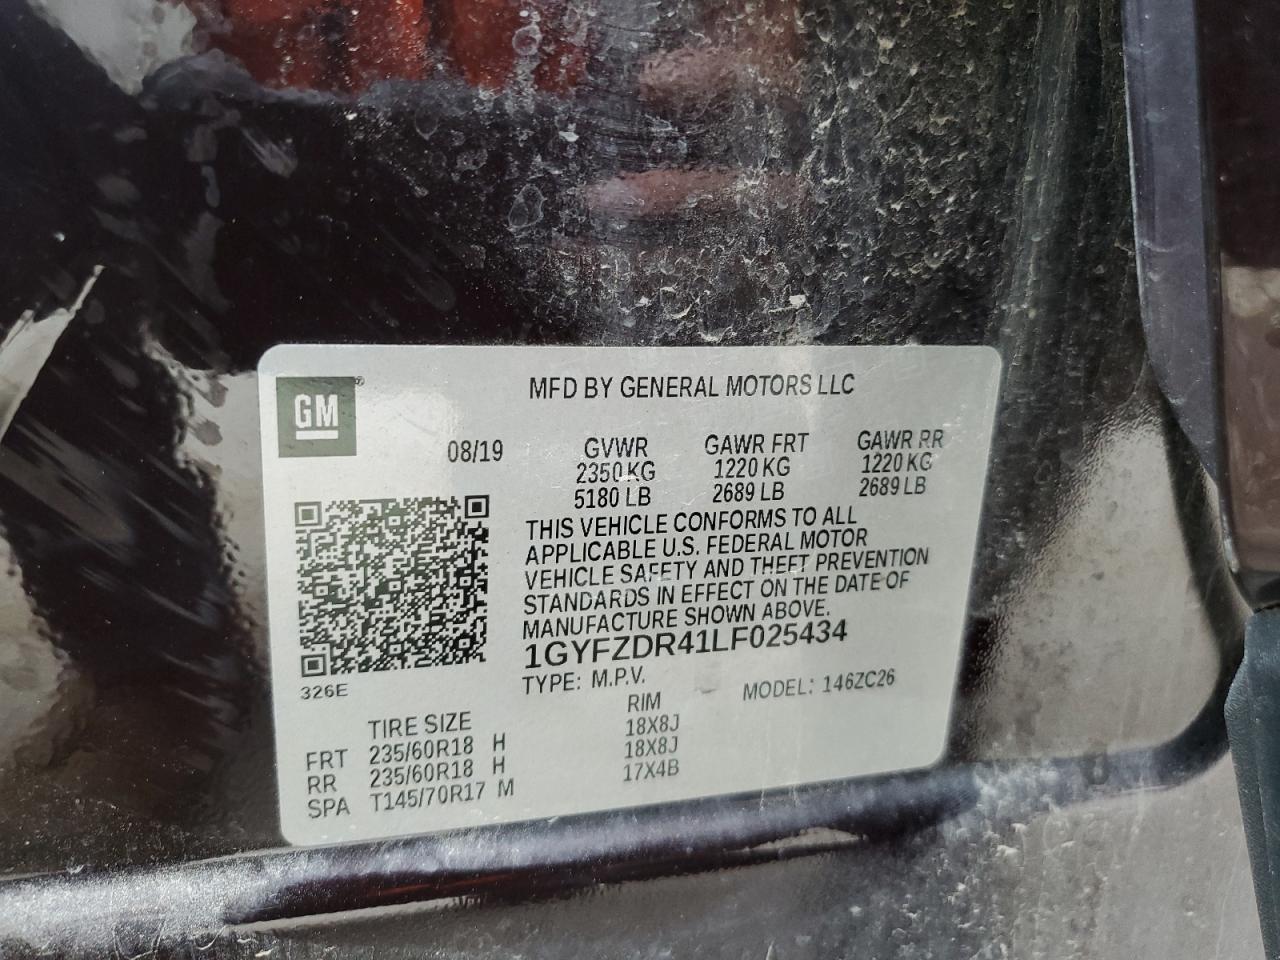 GM
MFD BY GENERAL MOTORS LLC
08/19 GVWR GAWR FRT GAWR RR
2350 KG 1220 KG 1220 KG
5180 LB 2689 LB 2689 LB
THIS VEHICLE CONFORMS TO ALL
APPLICABLE U.S. FEDERAL MOTOR
VEHICLE SAFETY AND THEFT PREVENTION
STANDARDS IN EFFECT ON THE DATE OF
MANUFACTURE SHOWN ABOVE.
1GYFZDR41LF025434
326E
TYPE: M.P.V. MODEL: 146ZC26
TIRE SIZE RIM
FRT 235/60R18 H 18X8J
RR 235/60R18 H 18X8J
SPA T145/70R17 M 17X4B